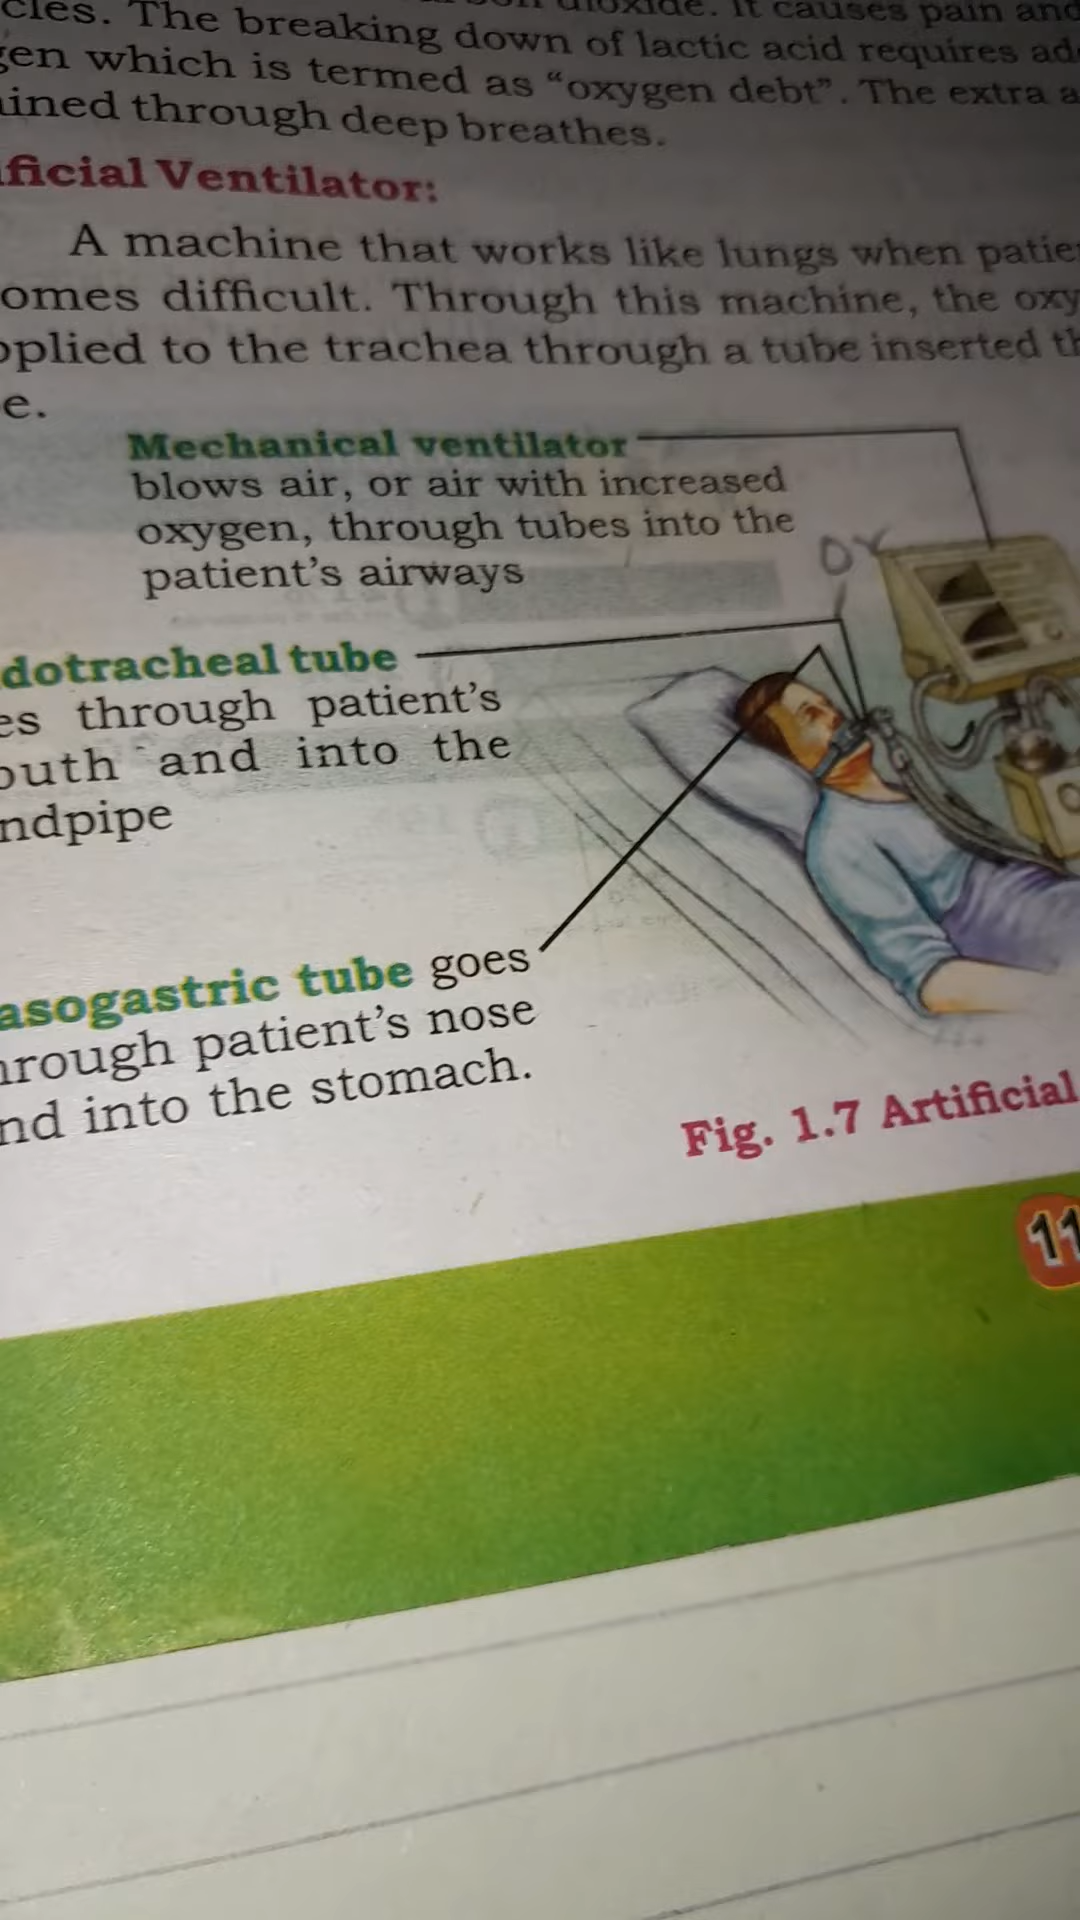 cles. The breaking down of lactic acid requires ad
gen which is termed as “oxygen debt”. The extra a
ained through deep breathes.
ificial Ventilator:
A machine that works like lungs when patie
omes difficult. Through this machine, the oxy
pplied to the trachea through a tube inserted th
e.
Mechanical ventilator
blows air, or air with increased
oxygen, through tubes into the
patient’s airways
dotracheal tube
es through patient’s
outh and into the
ndpipe
asogastric tube goes
hrough patient’s nose
nd into the stomach.
Fig. 1.7 Artificial
11